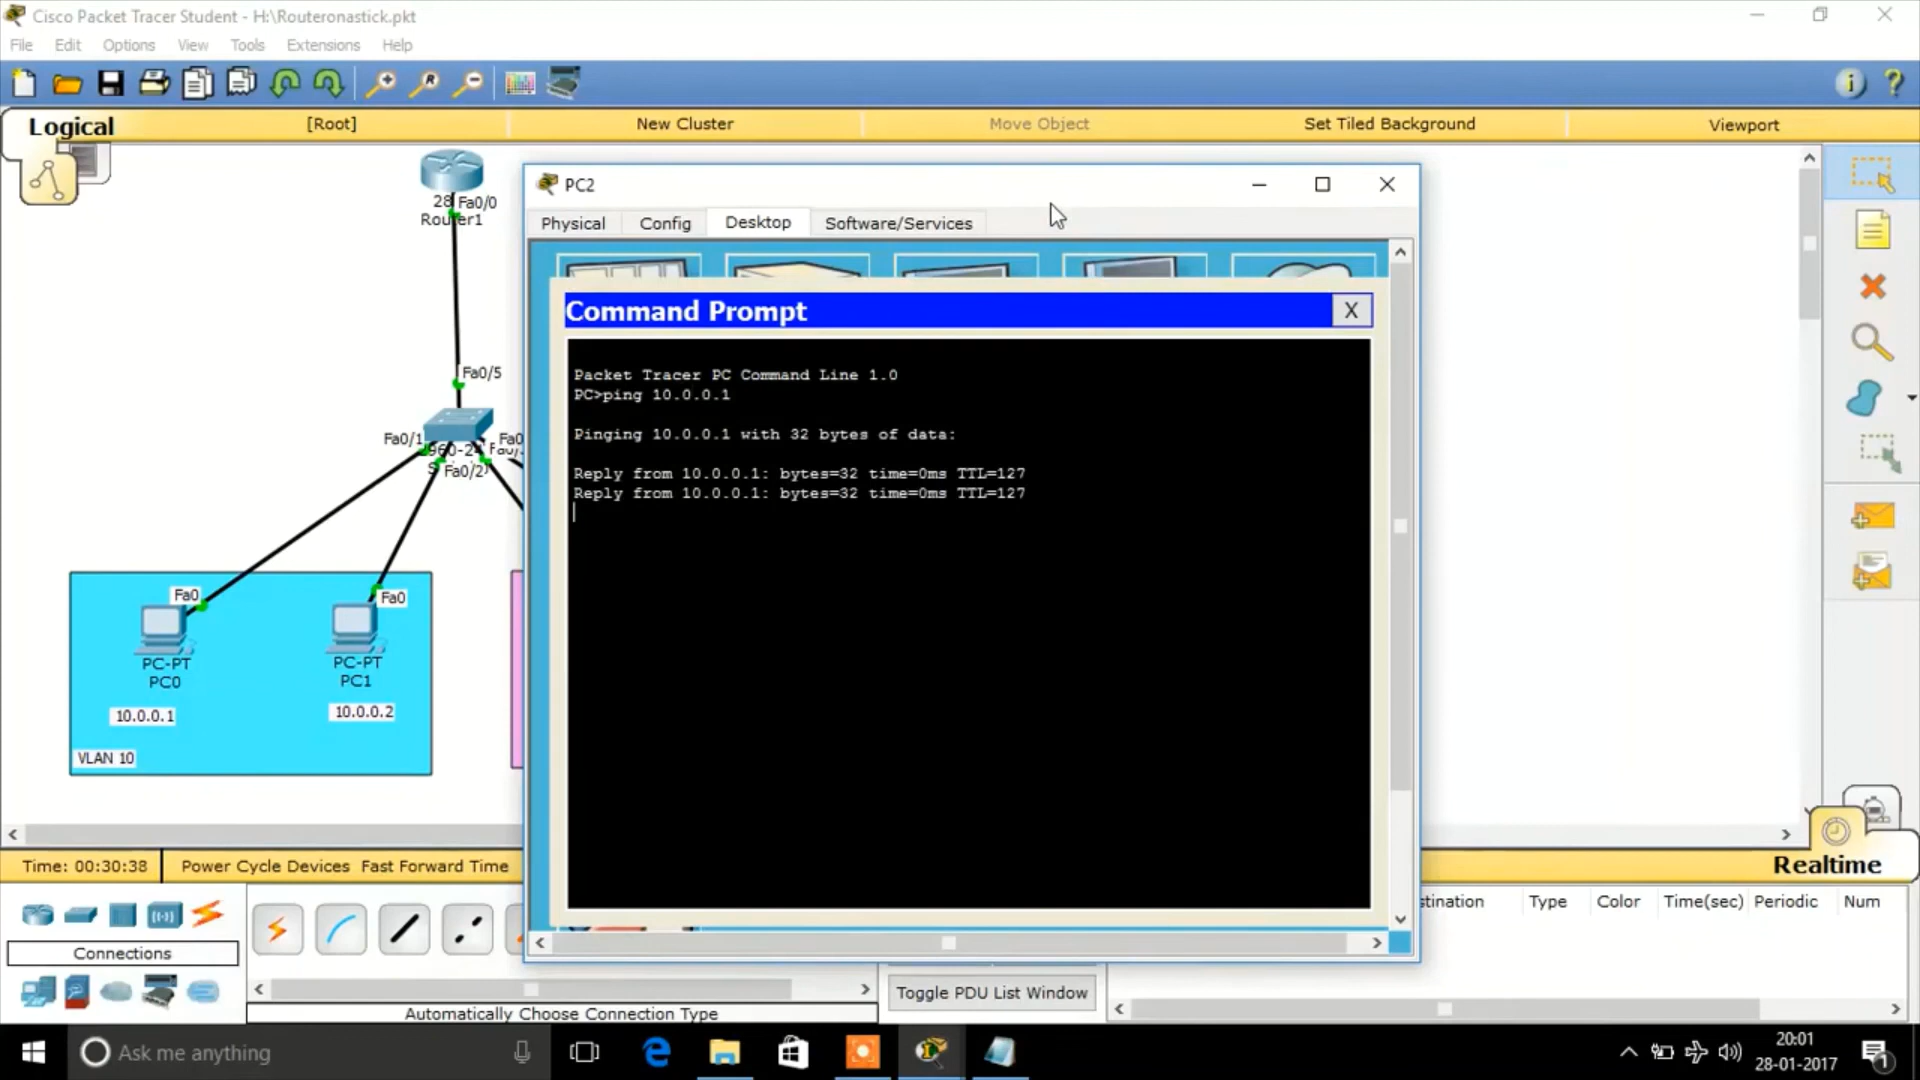 Cisco Packet Tracer Student - H:\Routeronastick.pkt
File Edit Options View Tools Extensions Help
Logical [Root] New Cluster Move Object Set Tiled Background Viewport
28 Fa0/0
Router1
Fa0/5
Fa0/1
Fa0/2
Fa0
PC-PT
PC0
10.0.0.1
Fa0
PC-PT
PC1
10.0.0.2
VLAN 10
PC2
Physical Config Desktop Software/Services
Command Prompt X
Packet Tracer PC Command Line 1.0
PC>ping 10.0.0.1
Pinging 10.0.0.1 with 32 bytes of data:
Reply from 10.0.0.1: bytes=32 time=0ms TTL=127
Reply from 10.0.0.1: bytes=32 time=0ms TTL=127
Time: 00:30:38 Power Cycle Devices Fast Forward Time
Realtime
stination Type Color Time(sec) Periodic Num
Connections
Toggle PDU List Window
Automatically Choose Connection Type
Ask me anything
20:01
28-01-2017
1